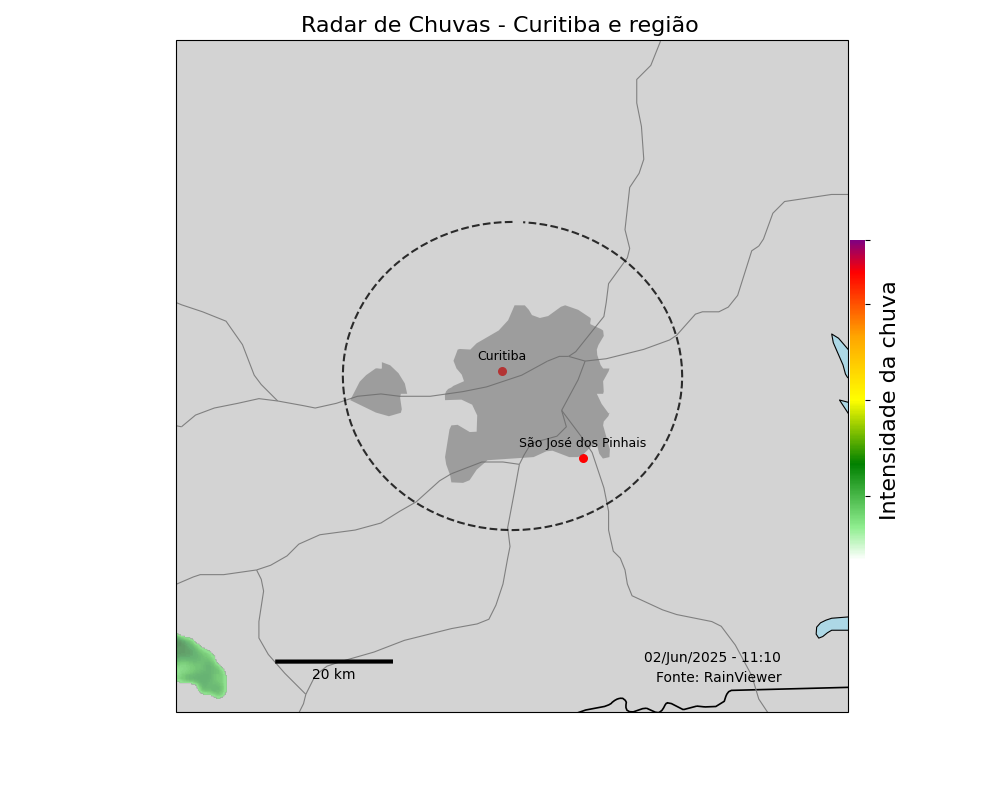 Radar de Chuvas - Curitiba e região
Curitiba
São José dos Pinhais
Intensidade da chuva
20 km
02/Jun/2025 - 11:10
Fonte: RainViewer